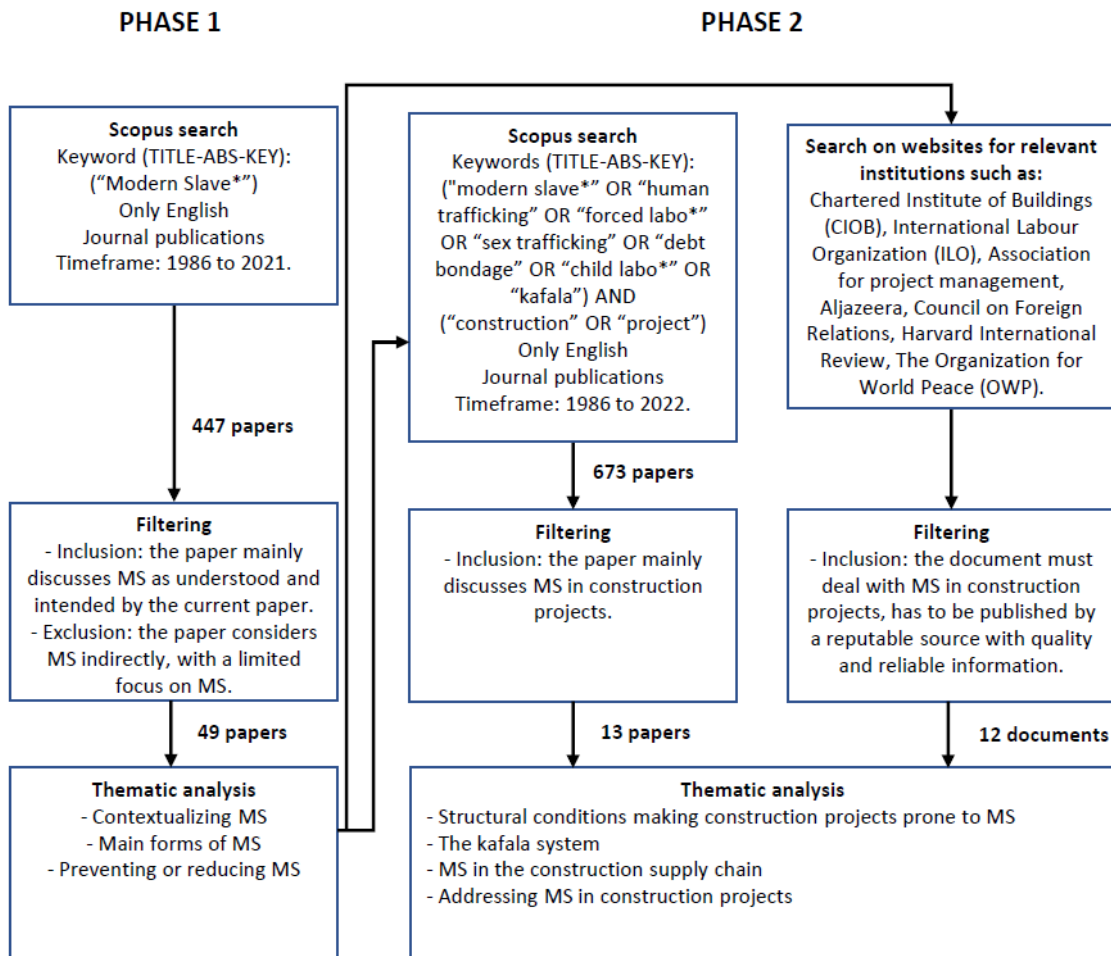 PHASE 1
PHASE 2
Scopus search
Keyword (TITLE-ABS-KEY):
(“Modern Slave*”)
Only English
Journal publications
Timeframe: 1986 to 2021.
447 papers
Filtering
- Inclusion: the paper mainly
discusses MS as understood and
intended by the current paper.
- Exclusion: the paper considers
MS indirectly, with a limited
focus on MS.
49 papers
Thematic analysis
- Contextualizing MS
- Main forms of MS
- Preventing or reducing MS
Scopus search
Keywords (TITLE-ABS-KEY):
("modern slave*” OR “human
trafficking” OR “forced labo*”
OR “sex trafficking” OR “debt
bondage” OR “child labo*” OR
“kafala”) AND
(“construction” OR “project”)
Only English
Journal publications
Timeframe: 1986 to 2022.
673 papers
Filtering
- Inclusion: the paper mainly
discusses MS in construction
projects.
13 papers
Search on websites for relevant
institutions such as:
Chartered Institute of Buildings
(CIOB), International Labour
Organization (ILO), Association
for project management,
Aljazeera, Council on Foreign
Relations, Harvard International
Review, The Organization for
World Peace (OWP).
Filtering
- Inclusion: the document must
deal with MS in construction
projects, has to be published by
a reputable source with quality
and reliable information.
12 documents
Thematic analysis
- Structural conditions making construction projects prone to MS
- The kafala system
- MS in the construction supply chain
- Addressing MS in construction projects